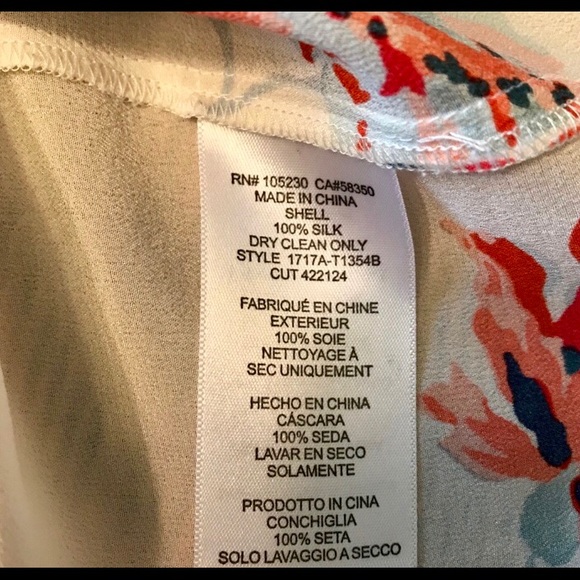 RN# 105230 CA#58350
MADE IN CHINA
SHELL
100% SILK
DRY CLEAN ONLY
STYLE 1717A-T1354B
CUT 422124
FABRIQUÉ EN CHINE
EXTERIEUR
100% SOIE
NETTOYAGE À
SEC UNIQUEMENT
HECHO EN CHINA
CÁSCARA
100% SEDA
LAVAR EN SECO
SOLAMENTE
PRODOTTO IN CINA
CONCHIGLIA
100% SETA
SOLO LAVAGGIO A SECCO